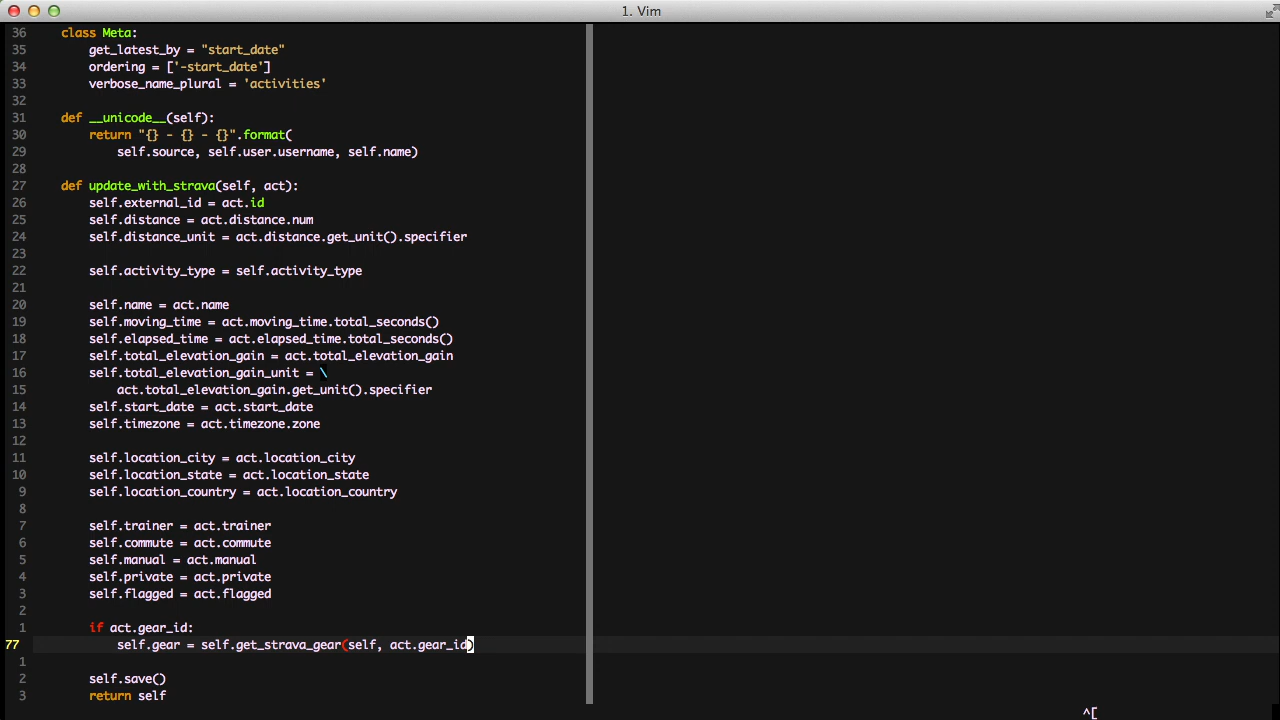 1. Vim
36 class Meta:
35 get_latest_by = "start_date"
34 ordering = ['-start_date']
33 verbose_name_plural = 'activities'
32
31 def __unicode__(self):
30 return "{} - {} - {}".format(
29 self.source, self.user.username, self.name)
28
27 def update_with_strava(self, act):
26 self.external_id = act.id
25 self.distance = act.distance.num
24 self.distance_unit = act.distance.get_unit().specifier
23
22 self.activity_type = self.activity_type
21
20 self.name = act.name
19 self.moving_time = act.moving_time.total_seconds()
18 self.elapsed_time = act.elapsed_time.total_seconds()
17 self.total_elevation_gain = act.total_elevation_gain
16 self.total_elevation_gain_unit = \
15 act.total_elevation_gain.get_unit().specifier
14 self.start_date = act.start_date
13 self.timezone = act.timezone.zone
12
11 self.location_city = act.location_city
10 self.location_state = act.location_state
9 self.location_country = act.location_country
8
7 self.trainer = act.trainer
6 self.commute = act.commute
5 self.manual = act.manual
4 self.private = act.private
3 self.flagged = act.flagged
2
1 if act.gear_id:
77 self.gear = self.get_strava_gear(self, act.gear_id)
1
2 self.save()
3 return self
^[